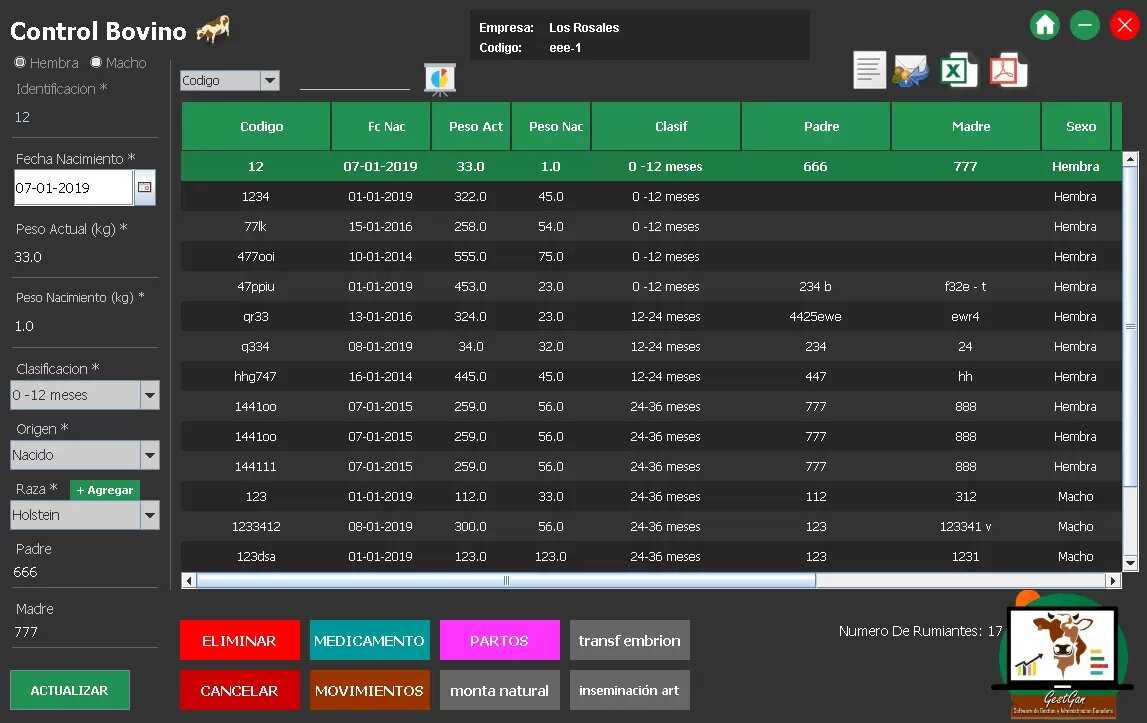 Control Bovino
Empresa: Los Rosales
Codigo: eee-1
Hembra Macho
Identificacion *
12
Fecha Nacimiento *
07-01-2019
Peso Actual (kg) *
33.0
Peso Nacimiento (kg) *
1.0
Clasificacion *
0 -12 meses
Origen *
Nacido
Raza * + Agregar
Holstein
Padre
666
Madre
777
ACTUALIZAR
Codigo
Codigo Fc Nac Peso Act Peso Nac Clasif Padre Madre Sexo
12 07-01-2019 33.0 1.0 0 -12 meses 666 777 Hembra
1234 01-01-2019 322.0 45.0 0 -12 meses Hembra
77lk 15-01-2016 258.0 54.0 0 -12 meses Hembra
477ooi 10-01-2014 555.0 75.0 0 -12 meses Hembra
47ppiu 01-01-2019 453.0 23.0 0 -12 meses 234 b f32e - t Hembra
qr33 13-01-2016 324.0 23.0 12-24 meses 4425ewe ewr4 Hembra
q334 08-01-2019 34.0 32.0 12-24 meses 234 24 Hembra
hhg747 16-01-2014 445.0 45.0 12-24 meses 447 hh Hembra
1441oo 07-01-2015 259.0 56.0 24-36 meses 777 888 Hembra
1441oo 07-01-2015 259.0 56.0 24-36 meses 777 888 Hembra
144111 07-01-2015 259.0 56.0 24-36 meses 777 888 Hembra
123 01-01-2019 112.0 33.0 24-36 meses 112 312 Macho
1233412 08-01-2019 300.0 56.0 24-36 meses 123 123341 v Macho
123dsa 01-01-2019 123.0 123.0 24-36 meses 123 1231 Macho
ELIMINAR MEDICAMENTO PARTOS transf embrion
CANCELAR MOVIMIENTOS monta natural inseminación art
Numero De Rumiantes: 17
GestGan
Software de Gestion y Administracion Ganadera